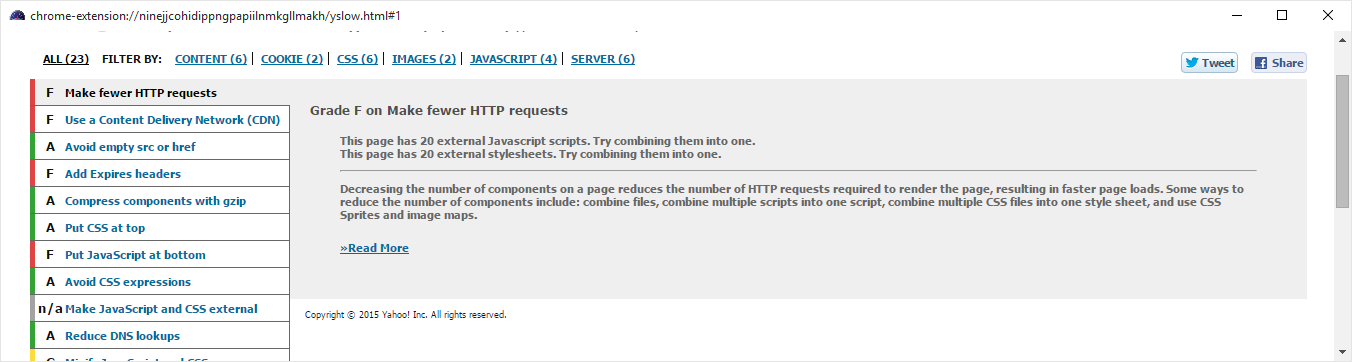 chrome-extension://ninejjcohidippngpapiilnmkgllmakh/yslow.html#1
ALL (23) FILTER BY: CONTENT (6) COOKIE (2) CSS (6) IMAGES (2) JAVASCRIPT (4) SERVER (6)
Tweet
Share
F Make fewer HTTP requests
F Use a Content Delivery Network (CDN)
A Avoid empty src or href
F Add Expires headers
A Compress components with gzip
A Put CSS at top
F Put JavaScript at bottom
A Avoid CSS expressions
n/a Make JavaScript and CSS external
A Reduce DNS lookups
Grade F on Make fewer HTTP requests
This page has 20 external Javascript scripts. Try combining them into one.
This page has 20 external stylesheets. Try combining them into one.
Decreasing the number of components on a page reduces the number of HTTP requests required to render the page, resulting in faster page loads. Some ways to
reduce the number of components include: combine files, combine multiple scripts into one script, combine multiple CSS files into one style sheet, and use CSS
Sprites and image maps.
»Read More
Copyright © 2015 Yahoo! Inc. All rights reserved.